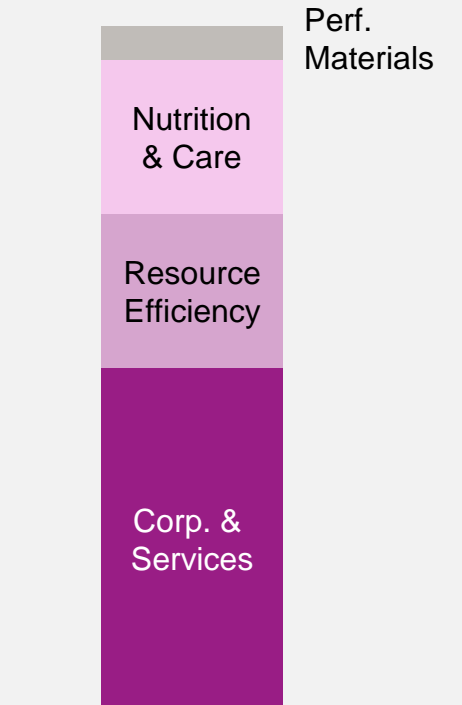 Perf.
Materials
Nutrition
& Care
Resource
Efficiency
Corp. &
Services